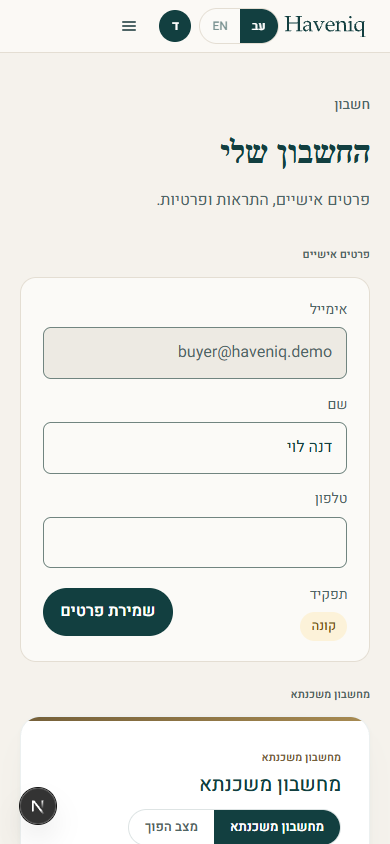 Haveniq
עב
EN
ד
חשבון
החשבון שלי
פרטים אישיים, התראות ופרטיות.
פרטים אישיים
אימייל
buyer@haveniq.demo
שם
דנה לוי
טלפון
תפקיד
קונה
שמירת פרטים
מחשבון משכנתא
מחשבון משכנתא
מחשבון משכנתא
מחשבון משכנתא
מצב הפוך
N